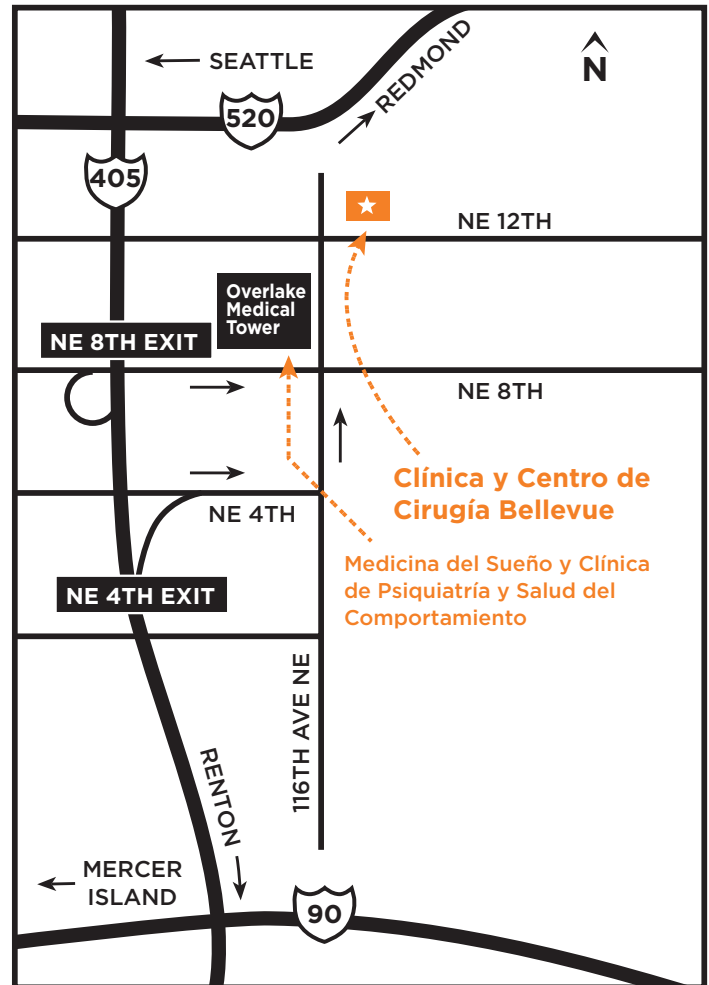 SEATTLE
N
REDMOND
520
405
NE 12TH
Overlake
Medical
Tower
NE 8TH EXIT
NE 8TH
Clínica y Centro de
Cirugía Bellevue
NE 4TH
Medicina del Sueño y Clínica
de Psiquiatría y Salud del
Comportamiento
NE 4TH EXIT
116TH AVE NE
RENTON
MERCER
ISLAND
90